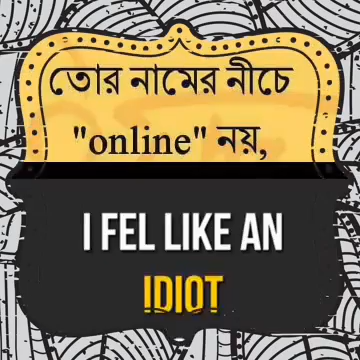 তোর নামের নীচে
"online" নয়,
I FEL LIKE AN
IDIOT